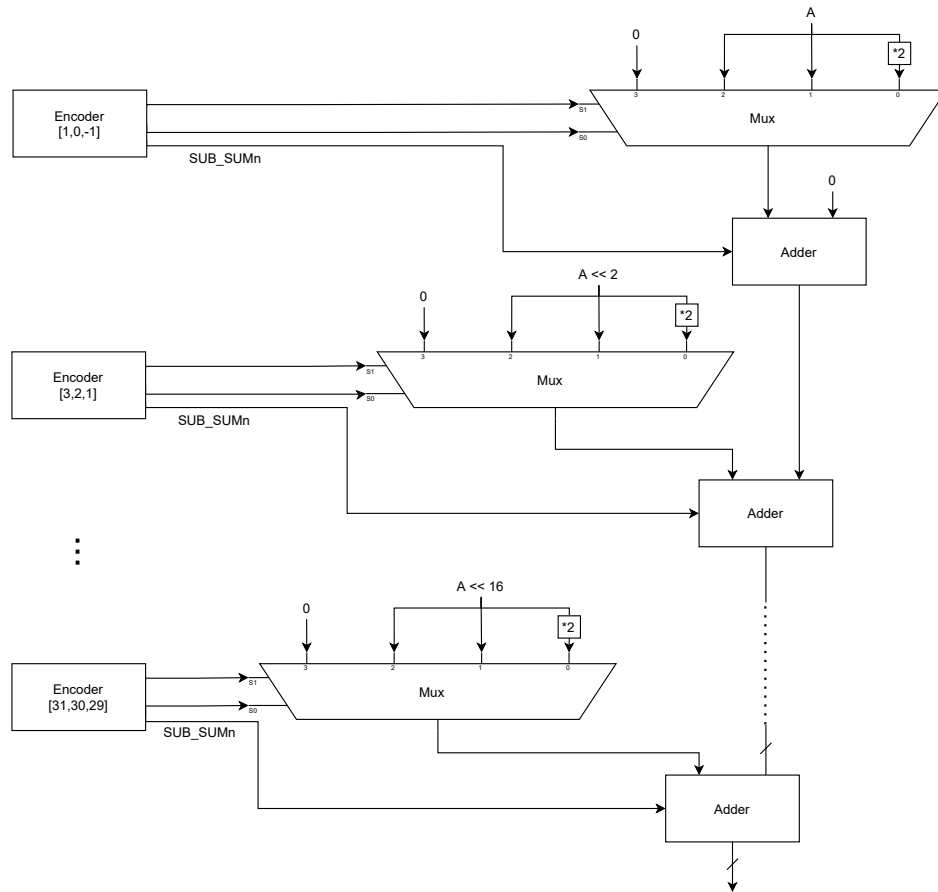 A
0
*2
3
2
1
0
Encoder
[1,0,-1]
S1
Mux
S0
SUB_SUMn
0
Adder
A << 2
0
*2
3
2
1
0
Encoder
[3,2,1]
S1
Mux
S0
SUB_SUMn
Adder
A << 16
0
*2
3
2
1
0
Encoder
[31,30,29]
S1
Mux
S0
SUB_SUMn
Adder